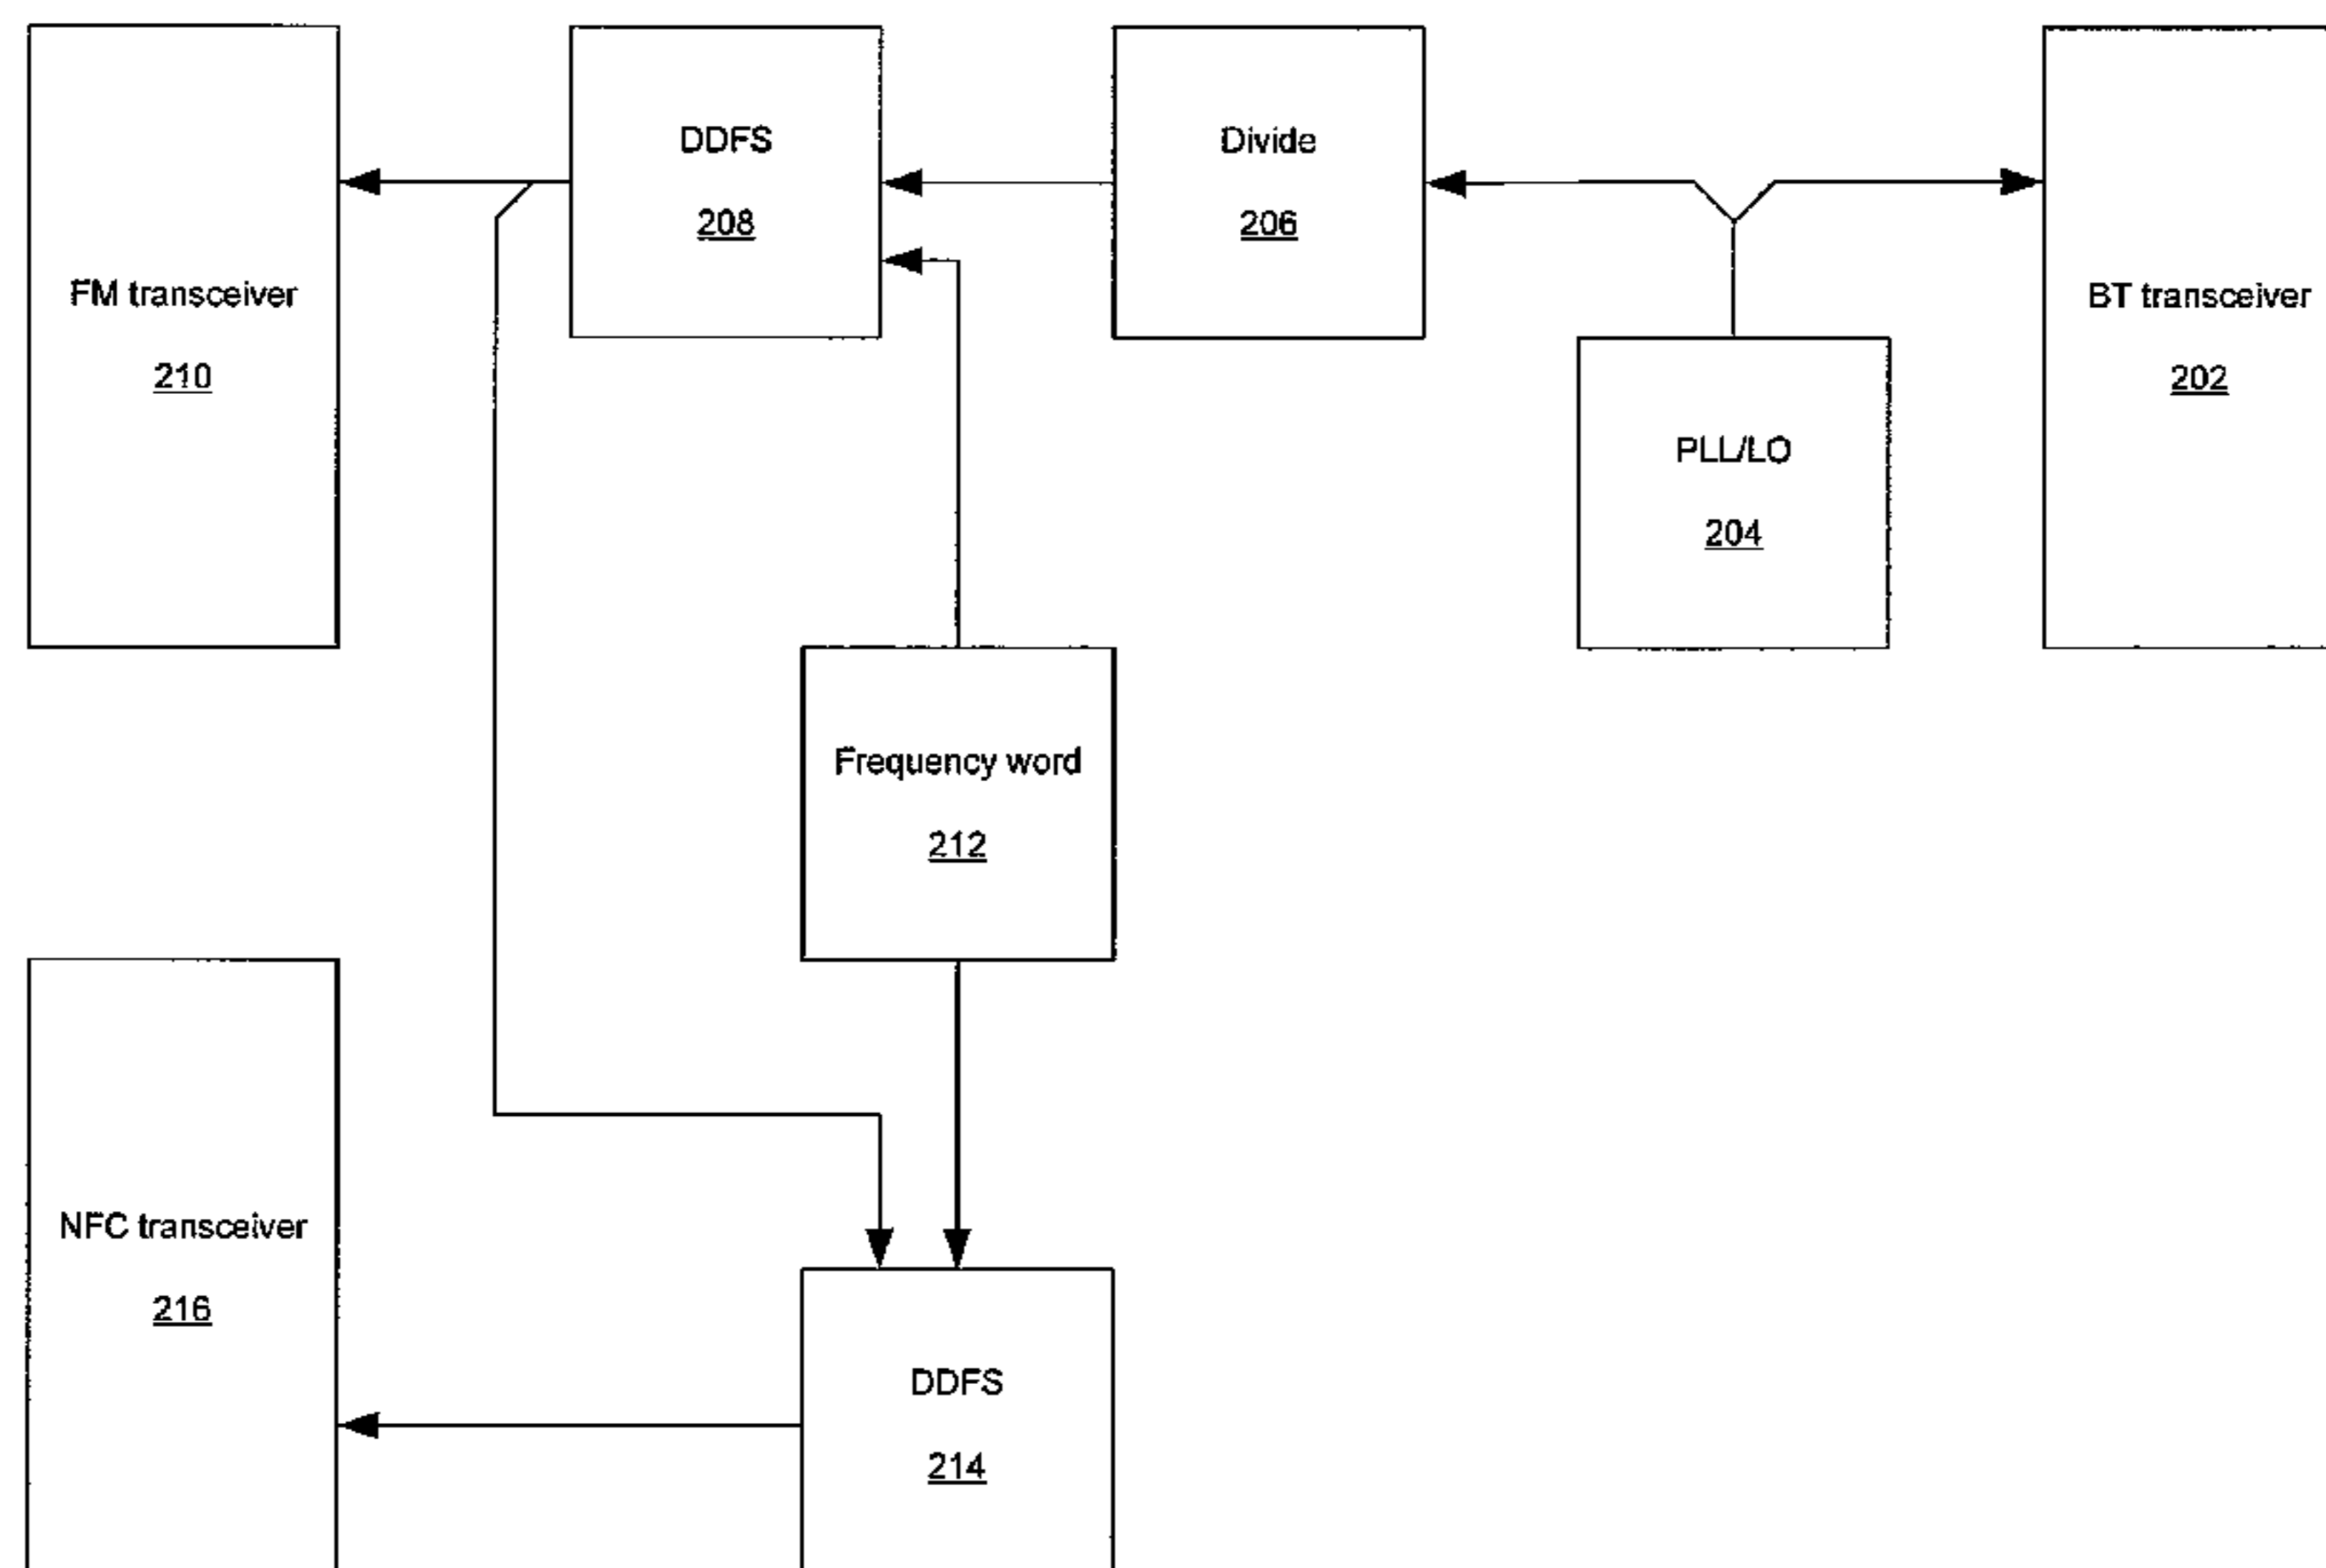 DDFS
208
Divide
206
FM transceiver
210
BT transceiver
202
PLL/LO
204
Frequency word
212
NFC transceiver
216
DDFS
214